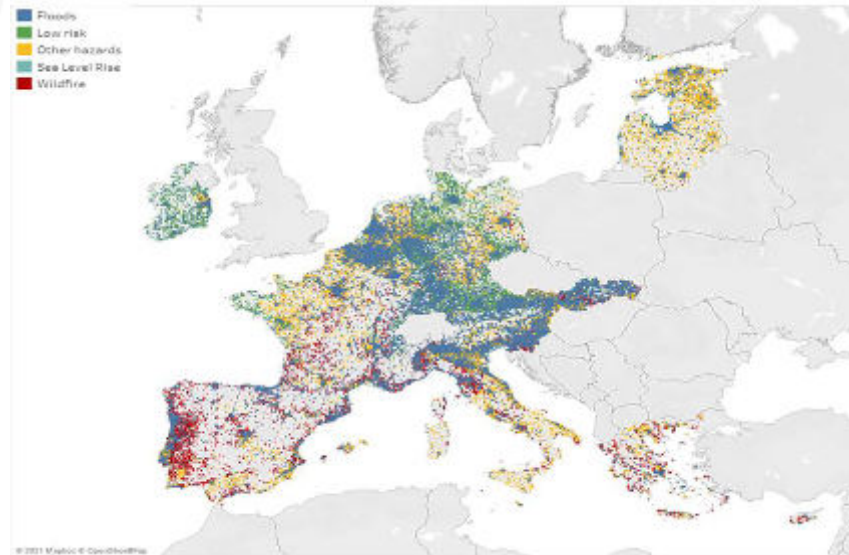 Floods
Low risk
Other hazards
Sea Level Rise
Wildfire
© 2021 Mapbox © OpenStreetMap